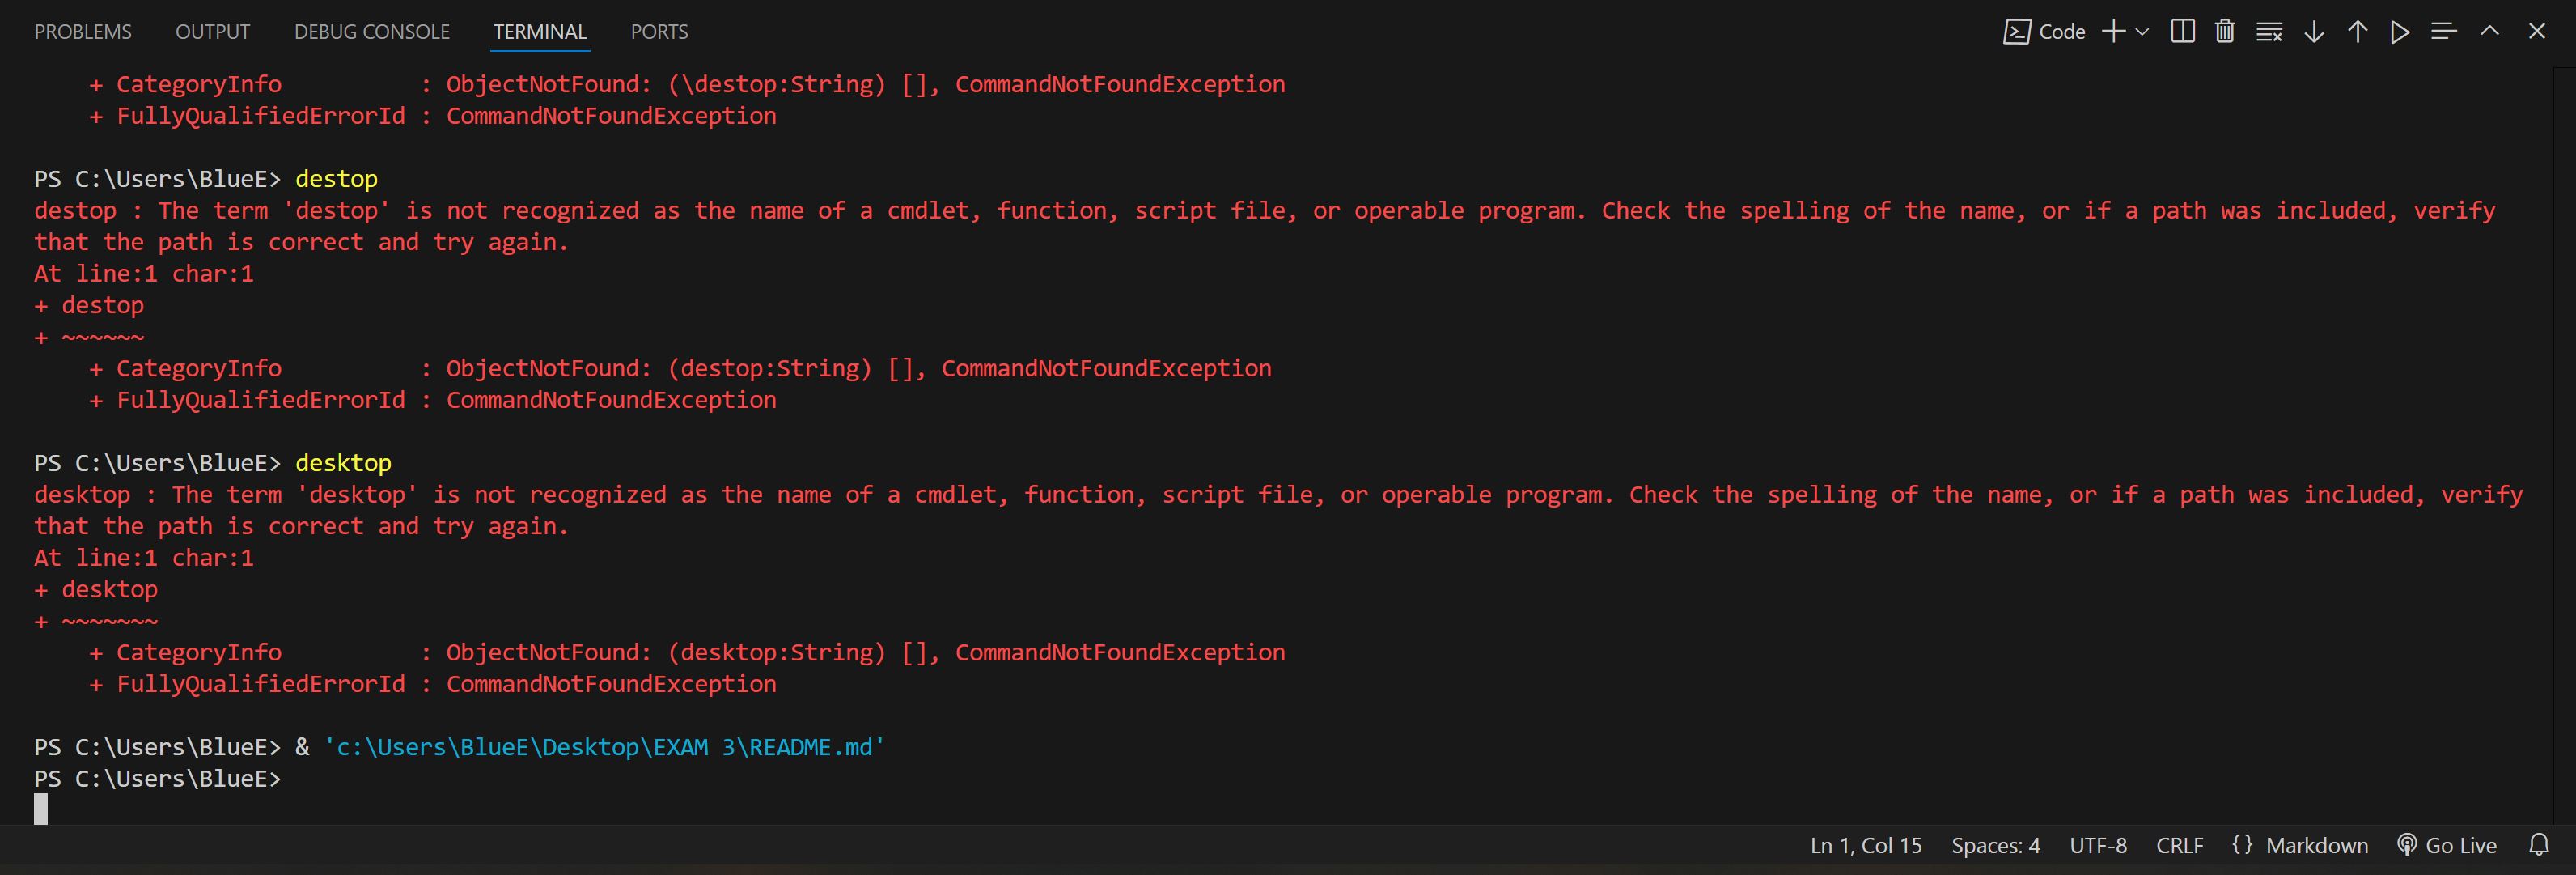 PROBLEMS OUTPUT DEBUG CONSOLE TERMINAL PORTS Code
+ CategoryInfo          : ObjectNotFound: (\destop:String) [], CommandNotFoundException
+ FullyQualifiedErrorId : CommandNotFoundException
PS C:\Users\BlueE> destop
destop : The term 'destop' is not recognized as the name of a cmdlet, function, script file, or operable program. Check the spelling of the name, or if a path was included, verify
that the path is correct and try again.
At line:1 char:1
+ destop
+ ~~~~~~
+ CategoryInfo          : ObjectNotFound: (destop:String) [], CommandNotFoundException
+ FullyQualifiedErrorId : CommandNotFoundException
PS C:\Users\BlueE> desktop
desktop : The term 'desktop' is not recognized as the name of a cmdlet, function, script file, or operable program. Check the spelling of the name, or if a path was included, verify
that the path is correct and try again.
At line:1 char:1
+ desktop
+ ~~~~~~~
+ CategoryInfo          : ObjectNotFound: (desktop:String) [], CommandNotFoundException
+ FullyQualifiedErrorId : CommandNotFoundException
PS C:\Users\BlueE> & 'c:\Users\BlueE\Desktop\EXAM 3\README.md'
PS C:\Users\BlueE>
Ln 1, Col 15 Spaces: 4 UTF-8 CRLF {} Markdown Go Live